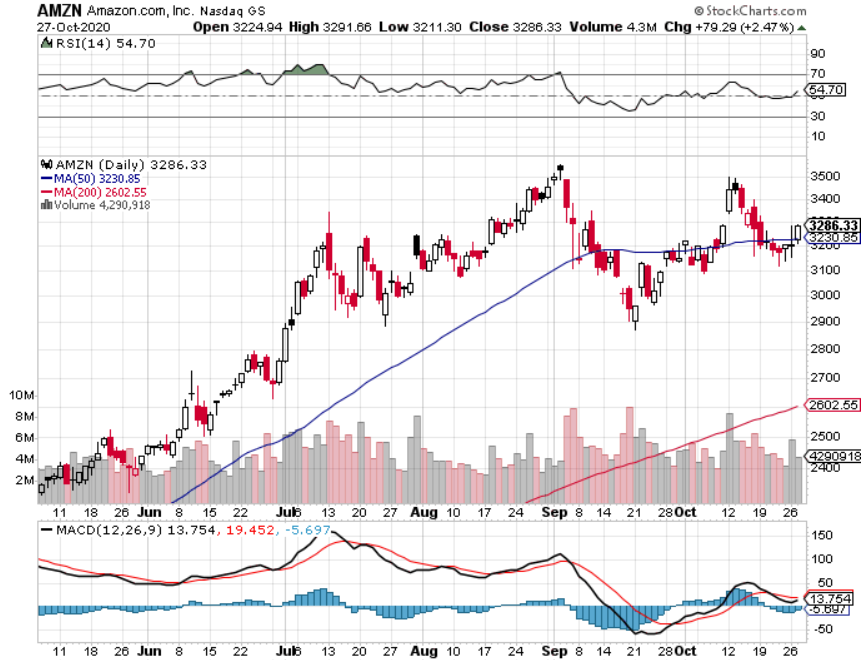 AMZN Amazon.com, Inc. Nasdaq GS © StockCharts.com
27-Oct-2020 Open 3224.94 High 3291.66 Low 3211.30 Close 3286.33 Volume 4.3M Chg +79.29 (+2.47%)
RSI(14) 54.70
90
70
54.70
30
10
AMZN (Daily) 3286.33
MA(50) 3230.85
MA(200) 2602.55
Volume 4,290,918
3500
3400
3286.33
3230.85
3200
3100
3000
2900
2800
2700
2602.55
2500
4290918
2400
10M
8M
6M
4M
2M
11 18 26 Jun 8 15 22 Jul 6 13 20 27 Aug 10 17 24 Sep 8 14 21 28 Oct 12 19 26
MACD(12,26,9) 13.754, 19.452, -5.697
150
100
50
13.754
-5.697
-50
11 18 26 Jun 8 15 22 Jul 6 13 20 27 Aug 10 17 24 Sep 8 14 21 28 Oct 12 19 26